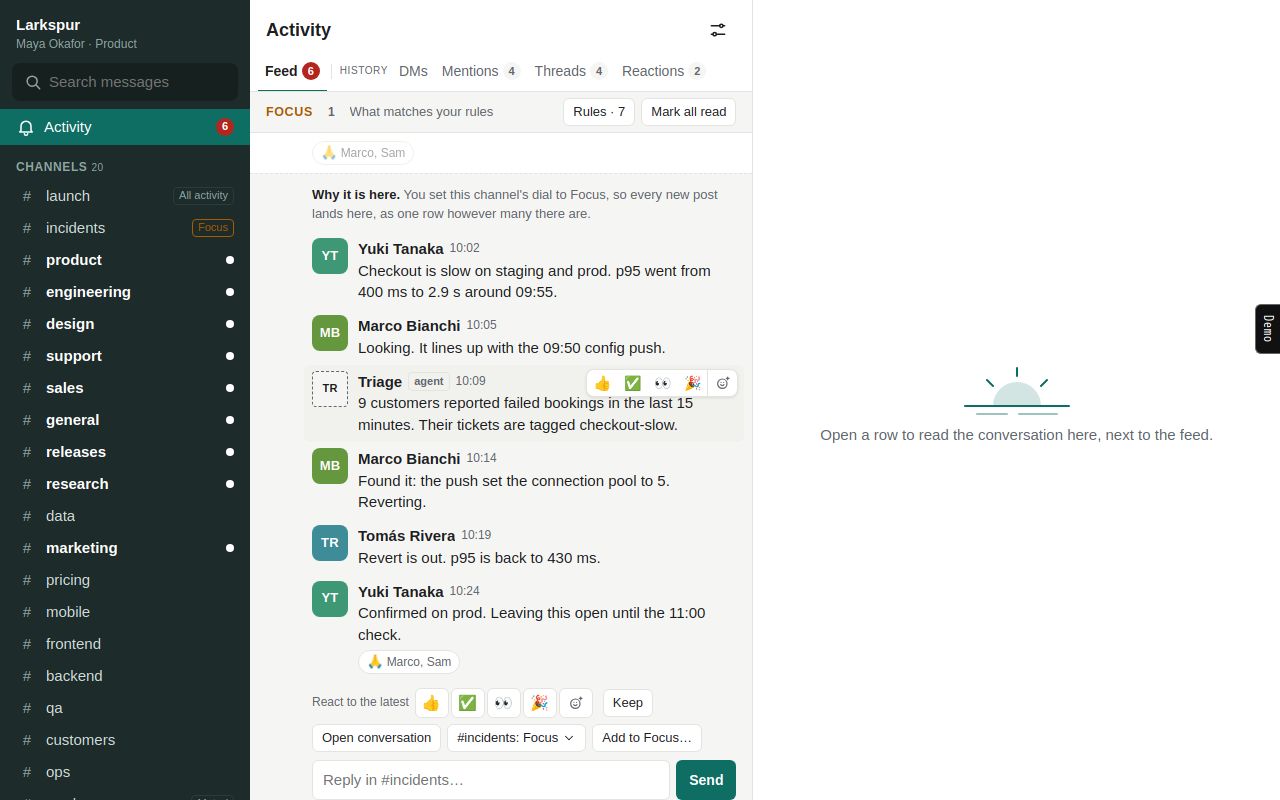 Larkspur
Maya Okafor · Product
Search messages
Activity 6
CHANNELS 20
# launch All activity
# incidents Focus
# product
# engineering
# design
# support
# sales
# general
# releases
# research
# data
# marketing
# pricing
# mobile
# frontend
# backend
# qa
# customers
# ops
Activity
Feed 6 HISTORY DMs Mentions 4 Threads 4 Reactions 2
FOCUS 1 What matches your rules Rules · 7 Mark all read
🙏 Marco, Sam
Why it is here. You set this channel's dial to Focus, so every new post
lands here, as one row however many there are.
YT Yuki Tanaka 10:02
Checkout is slow on staging and prod. p95 went from
400 ms to 2.9 s around 09:55.
MB Marco Bianchi 10:05
Looking. It lines up with the 09:50 config push.
TR Triage agent 10:09
9 customers reported failed bookings in the last 15
minutes. Their tickets are tagged checkout-slow.
MB Marco Bianchi 10:14
Found it: the push set the connection pool to 5.
Reverting.
TR Tomás Rivera 10:19
Revert is out. p95 is back to 430 ms.
YT Yuki Tanaka 10:24
Confirmed on prod. Leaving this open until the 11:00
check.
🙏 Marco, Sam
React to the latest 👍 ✅ 👀 🎉 Keep
Open conversation #incidents: Focus Add to Focus…
Reply in #incidents… Send
Open a row to read the conversation here, next to the feed.
Demo